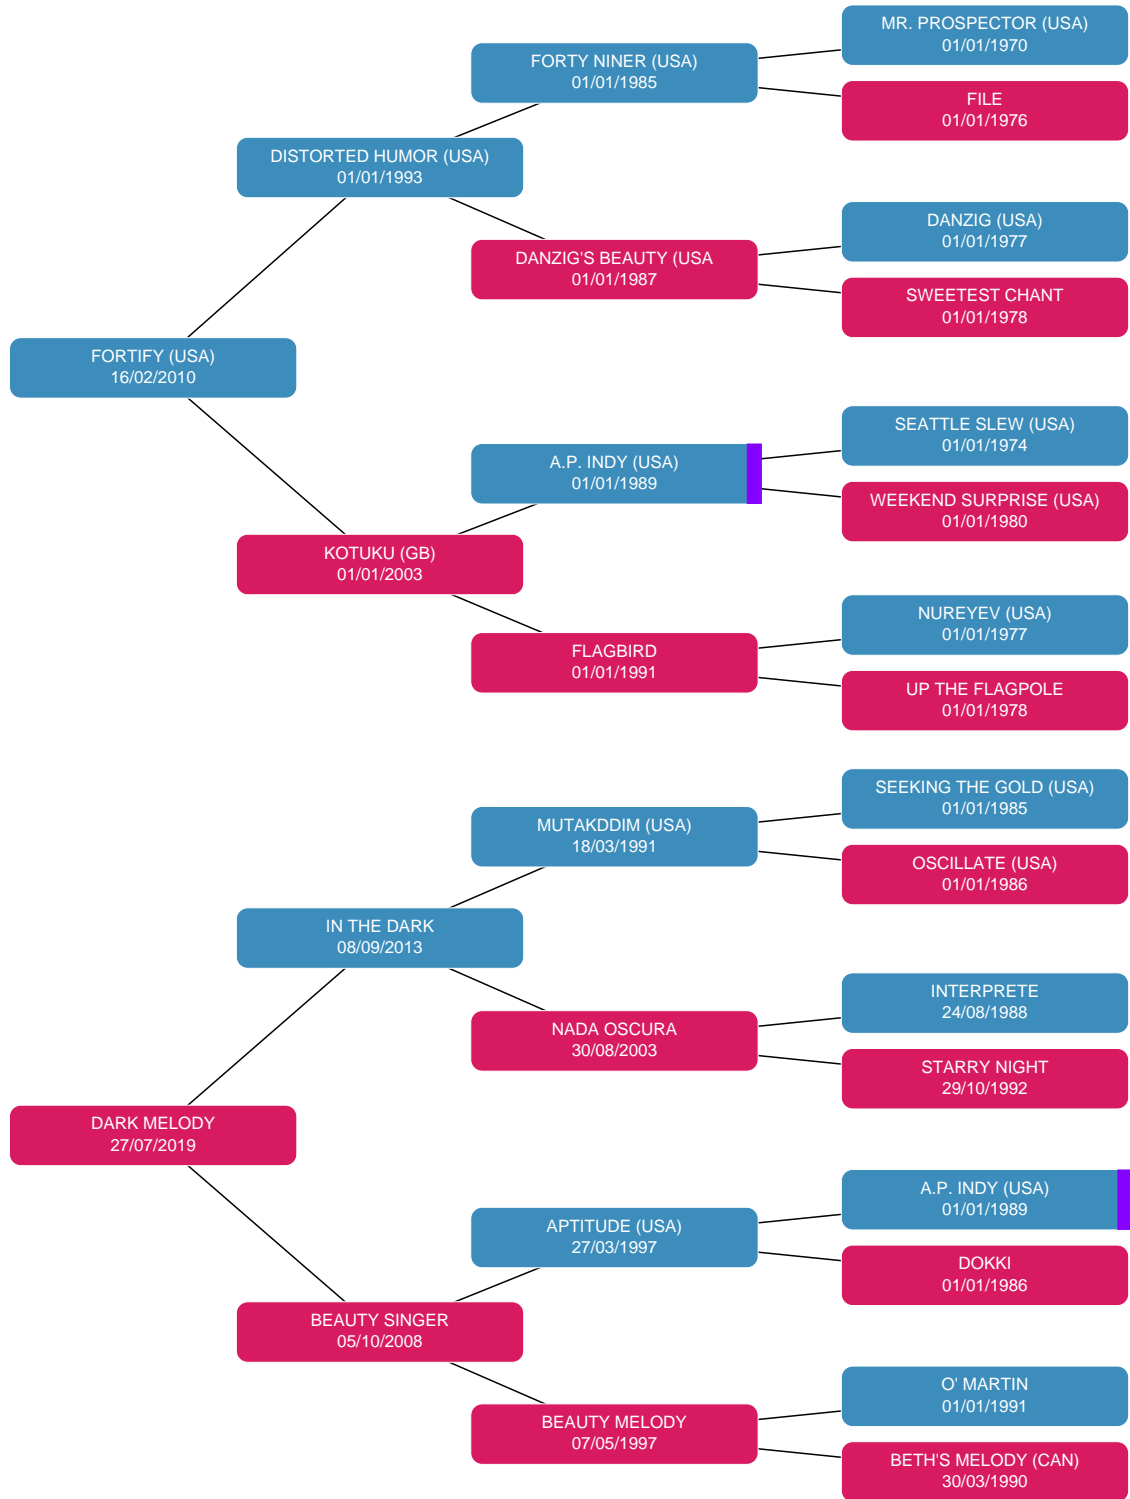 MR. PROSPECTOR (USA)
01/01/1970
FORTY NINER (USA)
01/01/1985
FILE
01/01/1976
DISTORTED HUMOR (USA)
01/01/1993
DANZIG (USA)
01/01/1977
DANZIG'S BEAUTY (USA
01/01/1987
SWEETEST CHANT
01/01/1978
FORTIFY (USA)
16/02/2010
SEATTLE SLEW (USA)
01/01/1974
A.P. INDY (USA)
01/01/1989
WEEKEND SURPRISE (USA)
01/01/1980
KOTUKU (GB)
01/01/2003
NUREYEV (USA)
01/01/1977
FLAGBIRD
01/01/1991
UP THE FLAGPOLE
01/01/1978
SEEKING THE GOLD (USA)
01/01/1985
MUTAKDDIM (USA)
18/03/1991
OSCILLATE (USA)
01/01/1986
IN THE DARK
08/09/2013
INTERPRETE
24/08/1988
NADA OSCURA
30/08/2003
STARRY NIGHT
29/10/1992
DARK MELODY
27/07/2019
A.P. INDY (USA)
01/01/1989
APTITUDE (USA)
27/03/1997
DOKKI
01/01/1986
BEAUTY SINGER
05/10/2008
O' MARTIN
01/01/1991
BEAUTY MELODY
07/05/1997
BETH'S MELODY (CAN)
30/03/1990